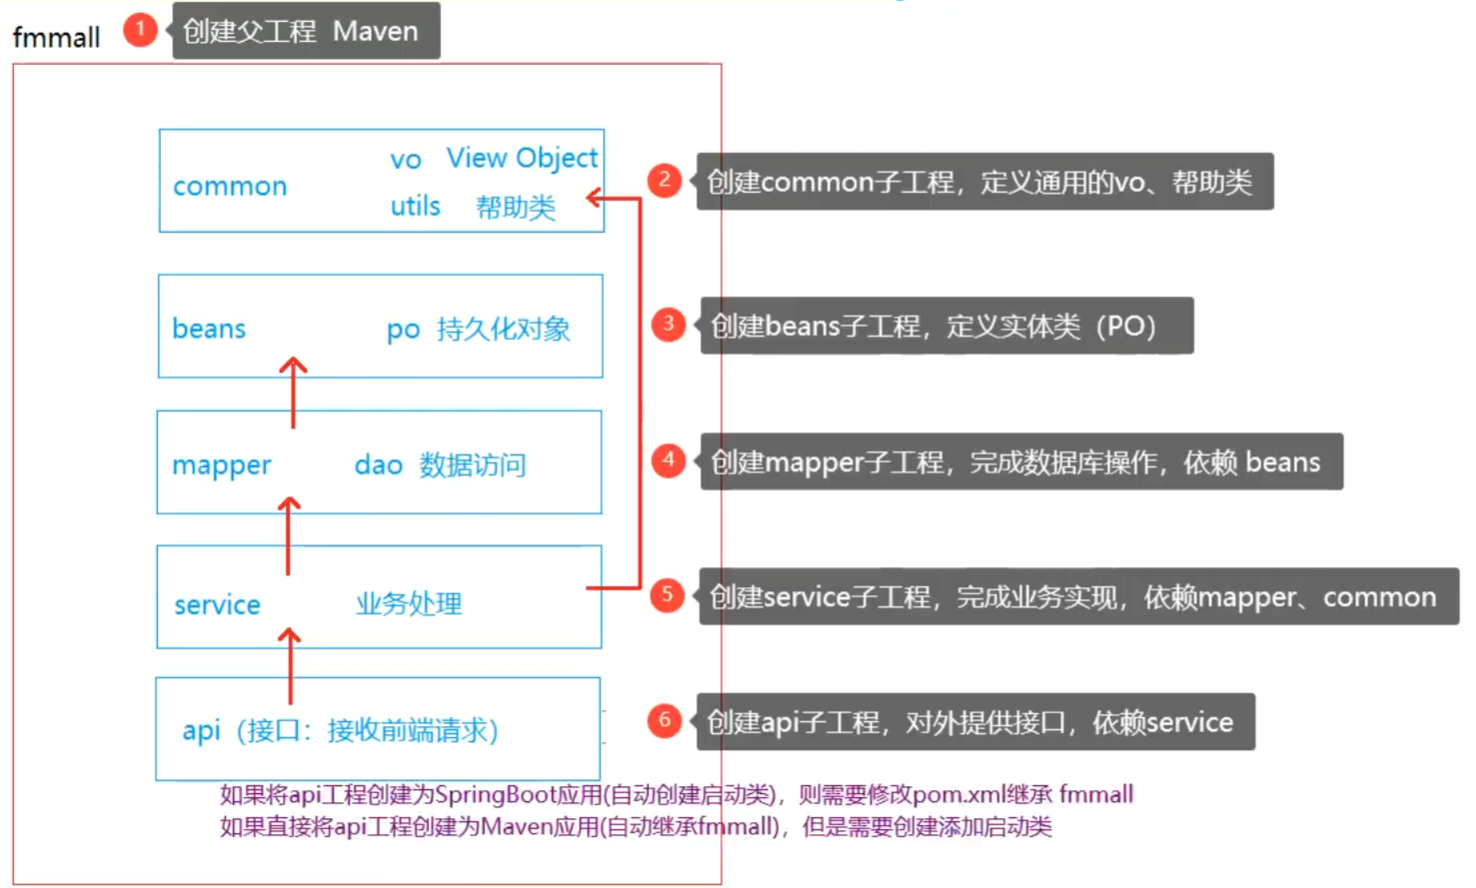 fmmall
1
创建父工程 Maven
common
vo View Object
utils 帮助类
2
创建common子工程，定义通用的vo、帮助类
beans
po 持久化对象
3
创建beans子工程，定义实体类（PO）
mapper
dao 数据访问
4
创建mapper子工程，完成数据库操作，依赖 beans
service
业务处理
5
创建service子工程，完成业务实现，依赖mapper、common
api（接口：接收前端请求）
6
创建api子工程，对外提供接口，依赖service
如果将api工程创建为SpringBoot应用(自动创建启动类)，则需要修改pom.xml继承 fmmall
如果直接将api工程创建为Maven应用(自动继承fmmall)，但是需要创建添加启动类